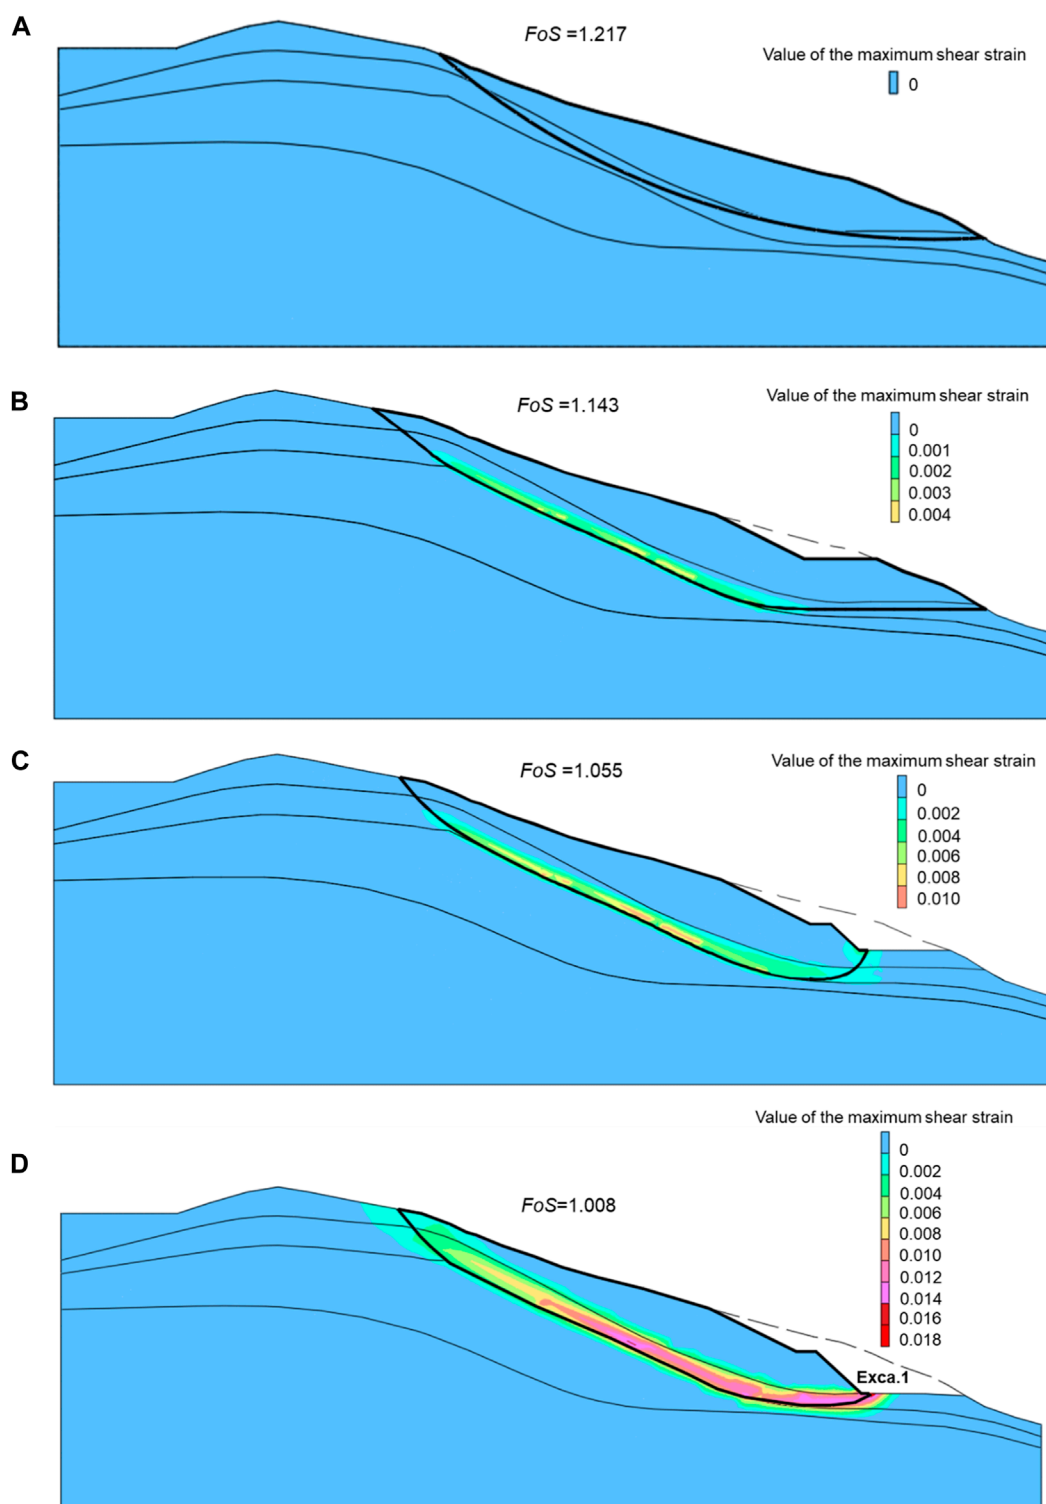 A
FoS =1.217
Value of the maximum shear strain
0
B
FoS =1.143
Value of the maximum shear strain
0
0.001
0.002
0.003
0.004
C
FoS =1.055
Value of the maximum shear strain
0
0.002
0.004
0.006
0.008
0.010
D
FoS=1.008
Value of the maximum shear strain
0
0.002
0.004
0.006
0.008
0.010
0.012
0.014
0.016
0.018
Exca.1